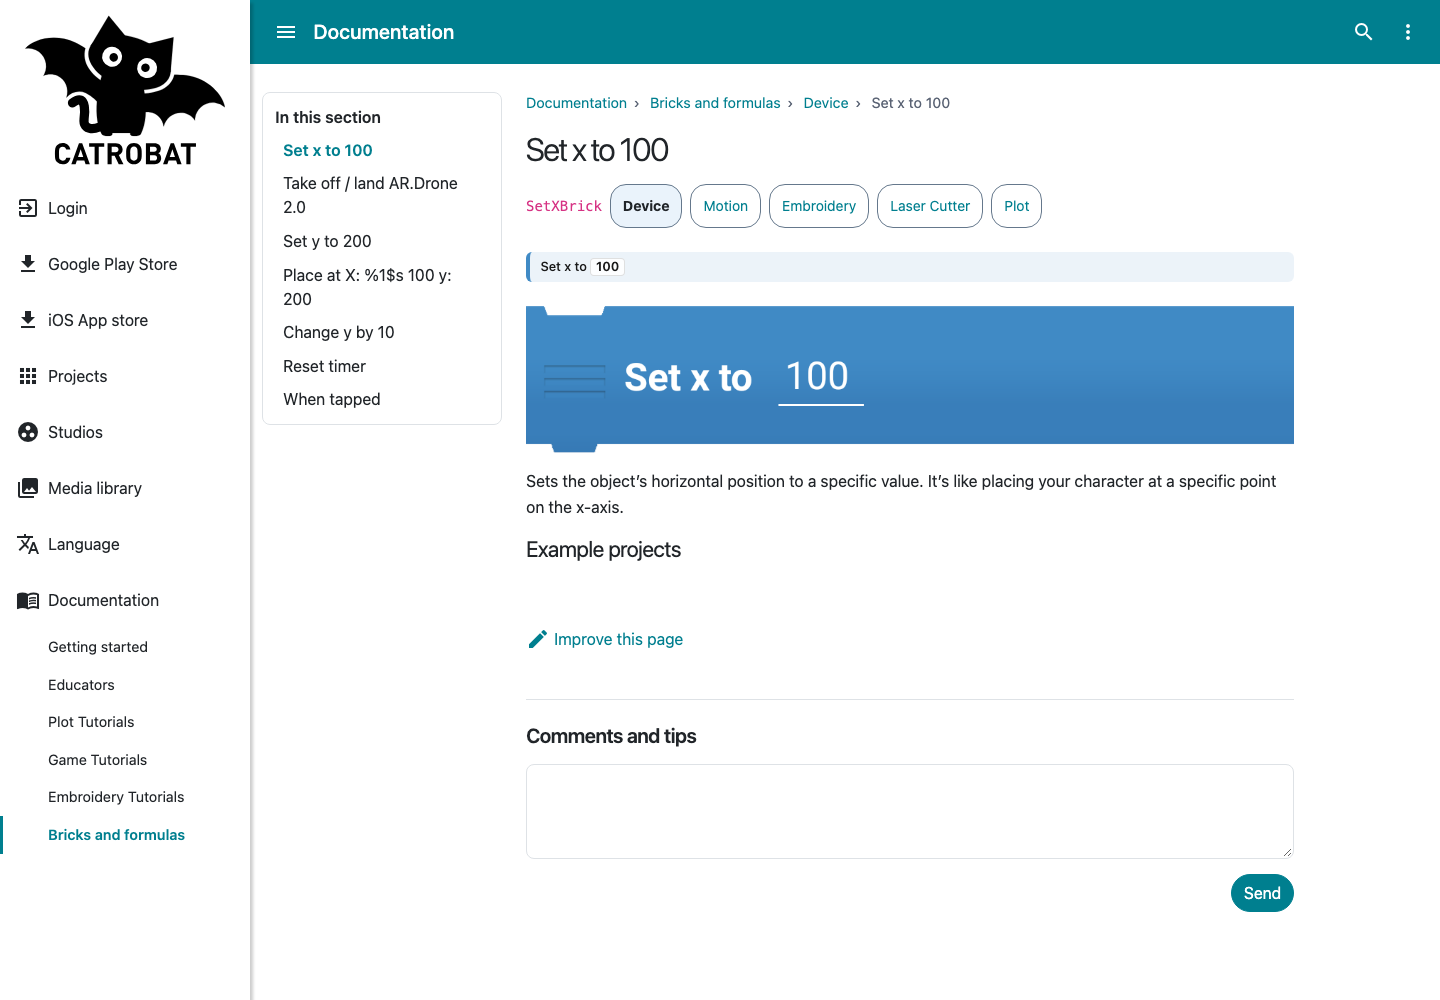 CATROBAT
Login
Google Play Store
iOS App store
Projects
Studios
Media library
Language
Documentation
Getting started
Educators
Plot Tutorials
Game Tutorials
Embroidery Tutorials
Bricks and formulas
Documentation
In this section
Set x to 100
Take off / land AR.Drone
2.0
Set y to 200
Place at X: %1$s 100 y:
200
Change y by 10
Reset timer
When tapped
Documentation › Bricks and formulas › Device › Set x to 100
Set x to 100
SetXBrick Device Motion Embroidery Laser Cutter Plot
Set x to 100
Set x to 100
Sets the object’s horizontal position to a specific value. It’s like placing your character at a specific point
on the x-axis.
Example projects
Improve this page
Comments and tips
Send